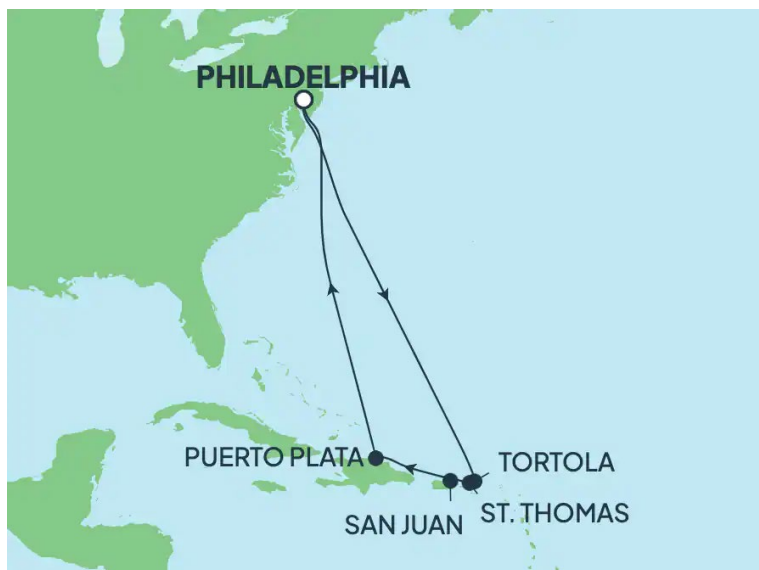 PHILADELPHIA
PUERTO PLATA
TORTOLA
SAN JUAN
ST. THOMAS